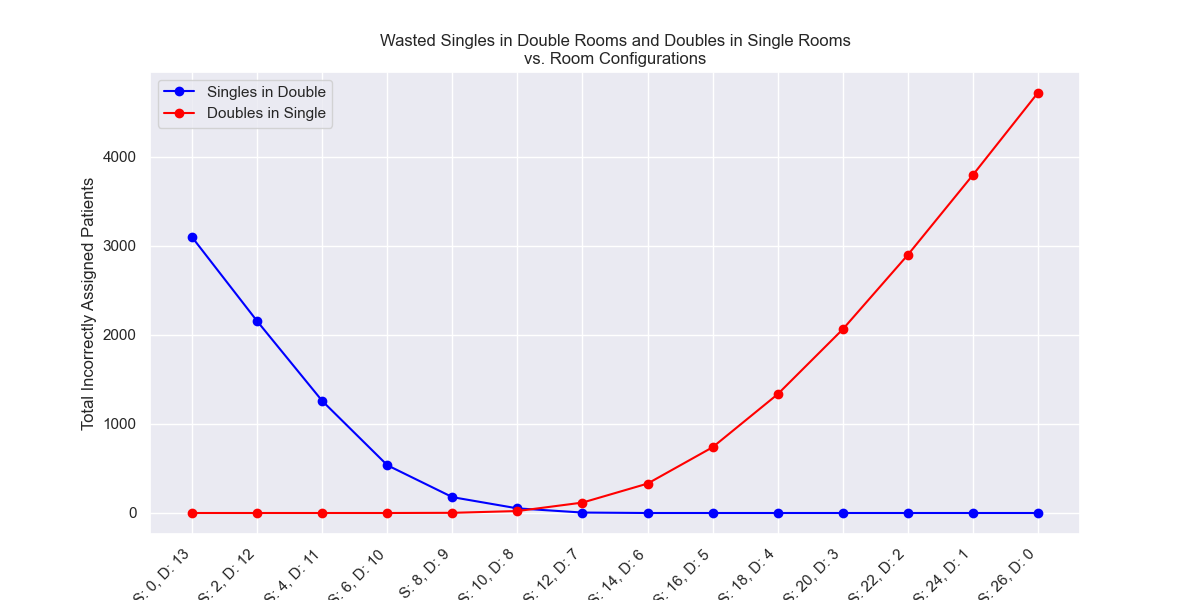 Wasted Singles in Double Rooms and Doubles in Single Rooms
vs. Room Configurations
Singles in Double
Doubles in Single
Total Incorrectly Assigned Patients
4000
3000
2000
1000
0
S: 0, D: 13
S: 2, D: 12
S: 4, D: 11
S: 6, D: 10
S: 8, D: 9
S: 10, D: 8
S: 12, D: 7
S: 14, D: 6
S: 16, D: 5
S: 18, D: 4
S: 20, D: 3
S: 22, D: 2
S: 24, D: 1
S: 26, D: 0